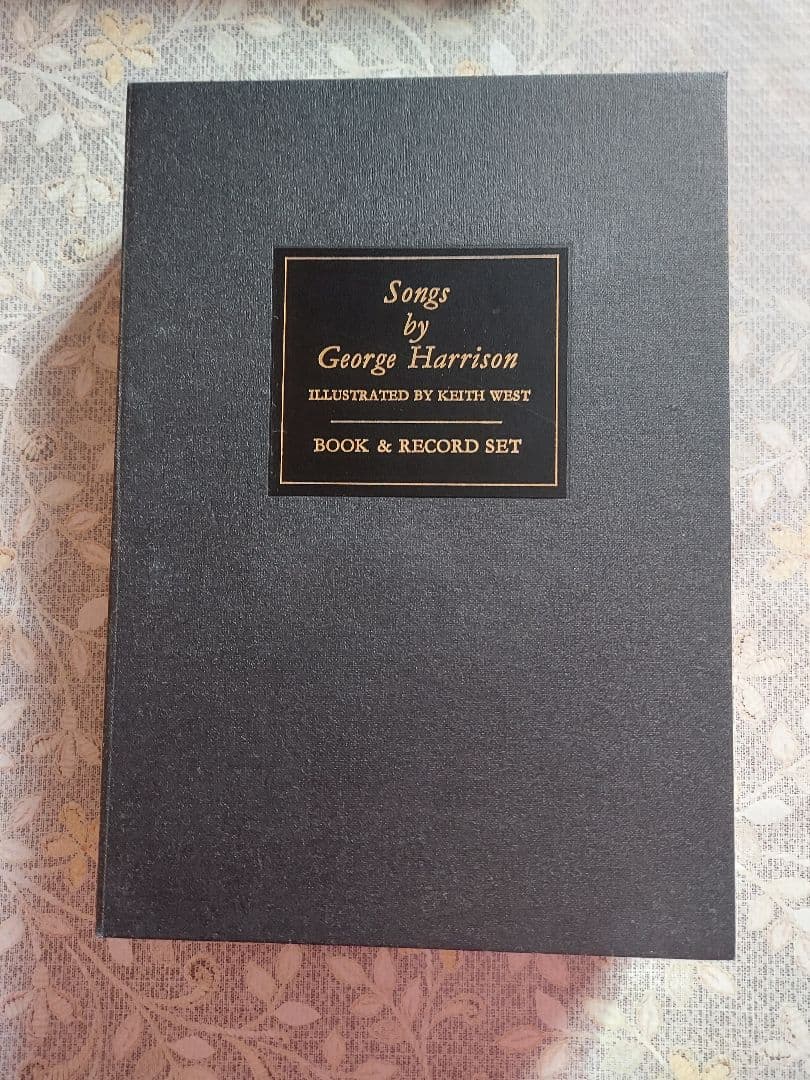 Songs
by
George Harrison
ILLUSTRATED BY KEITH WEST
BOOK & RECORD SET